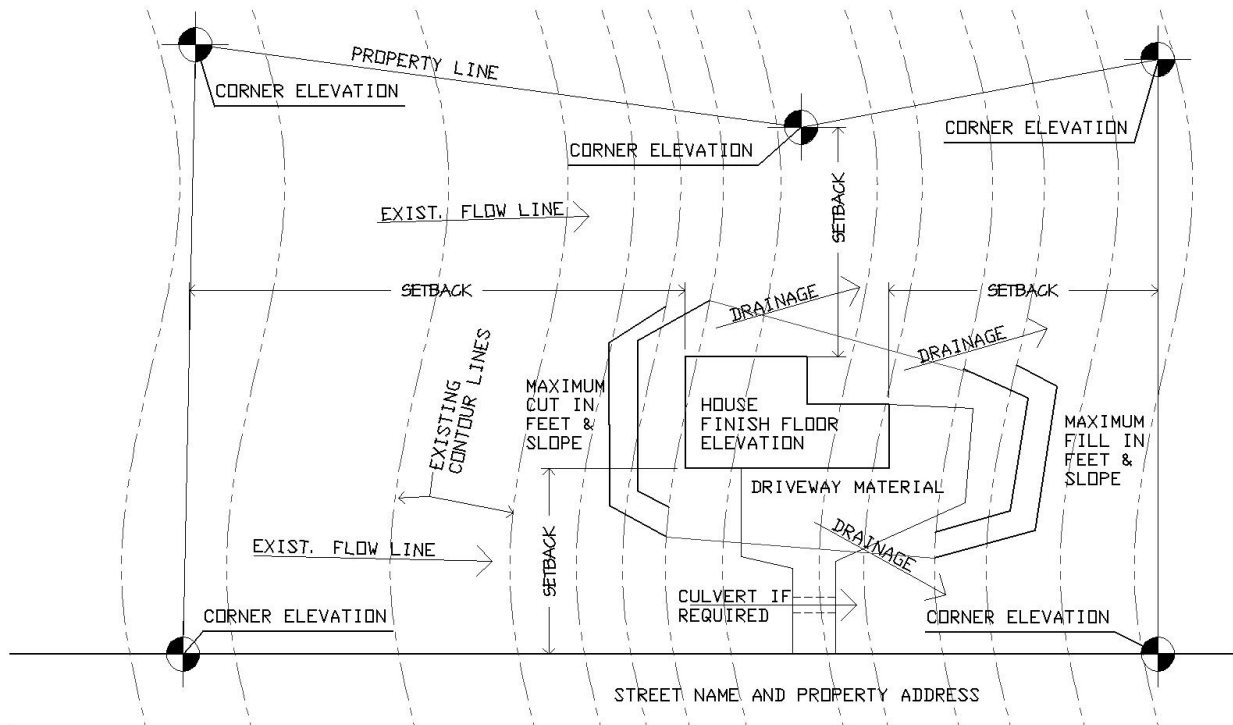 PROPERTY LINE
CORNER ELEVATION
CORNER ELEVATION
CORNER ELEVATION
EXIST. FLOW LINE
SETBACK
SETBACK
SETBACK
DRAINAGE
DRAINAGE
EXISTING
CONTOUR LINES
MAXIMUM
CUT IN
FEET &
SLOPE
HOUSE
FINISH FLOOR
ELEVATION
MAXIMUM
FILL IN
FEET &
SLOPE
DRIVEWAY MATERIAL
SETBACK
DRAINAGE
EXIST. FLOW LINE
CULVERT IF
REQUIRED
CORNER ELEVATION
CORNER ELEVATION
STREET NAME AND PROPERTY ADDRESS